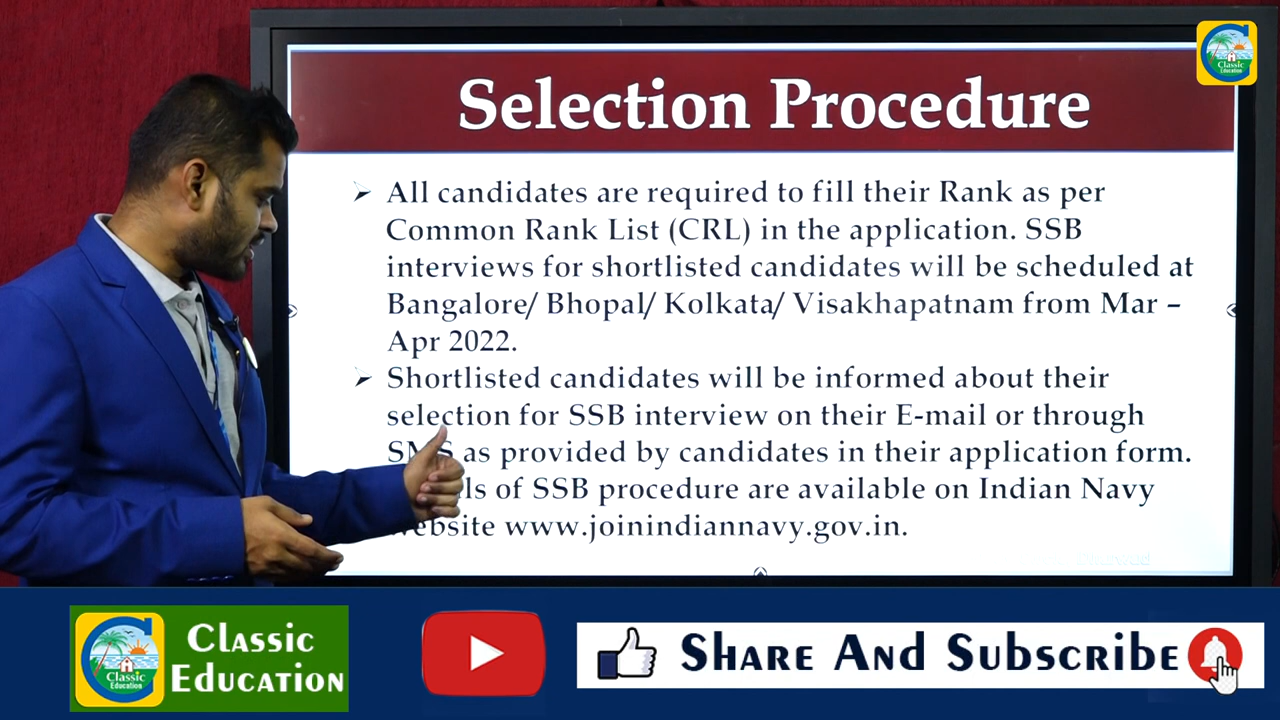 Classic
Education
Selection Procedure
➢ All candidates are required to fill their Rank as per
Common Rank List (CRL) in the application. SSB
interviews for shortlisted candidates will be scheduled at
Bangalore/ Bhopal/ Kolkata/ Visakhapatnam from Mar –
Apr 2022.
➢ Shortlisted candidates will be informed about their
selection for SSB interview on their E-mail or through
SMS as provided by candidates in their application form.
of SSB procedure are available on Indian Navy
website www.joinindiannavy.gov.in.
Classic
Education
CLASSIC
EDUCATION
SHARE AND SUBSCRIBE